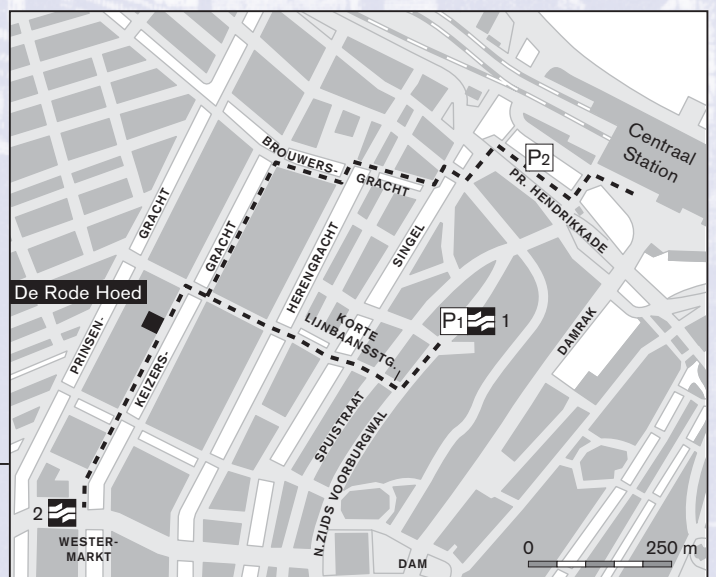 Centraal
Station
P2
PR. HENDRIKKADE
BROUWERS-
GRACHT
GRACHT
GRACHT
HERENGRACHT
SINGEL
De Rode Hoed
PRINSEN-
KEIZERS-
P1
1
KORTE
LIJNBAANSSTG.
DAMRAK
SPUISTRAAT
N.ZIJDS VOORBURGWAL
2
WESTER-
MARKT
DAM
0
250 m